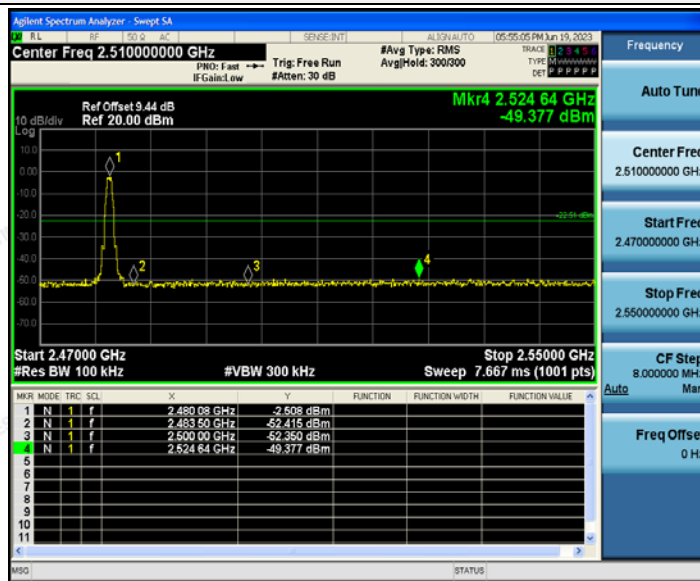 Agilent Spectrum Analyzer - Swept SA
RL RF 50 Ω AC SENSE:INT ALIGNAUTO 05:55:05 PM Jun 19, 2023
Center Freq 2.510000000 GHz
PNO: Fast Trig: Free Run
IFGain:Low #Atten: 30 dB
#Avg Type: RMS
Avg|Hold: 300/300
TRACE 1 2 3 4 5 6
TYPE M
DET P P P P P P
Frequency
Auto Tune
Center Freq
2.510000000 GHz
Start Freq
2.470000000 GHz
Stop Freq
2.550000000 GHz
CF Step
8.000000 MHz
Auto Man
Freq Offset
0 Hz
Mkr4 2.524 64 GHz
-49.377 dBm
Ref Offset 9.44 dB
10 dB/div Ref 20.00 dBm
Log
10.0
0.00
-10.0
-20.0
-30.0
-40.0
-50.0
-60.0
-70.0
1
2
3
4
-22.51 dBm
Start 2.47000 GHz Stop 2.55000 GHz
#Res BW 100 kHz #VBW 300 kHz Sweep 7.667 ms (1001 pts)
MKR MODE TRC SCL X Y FUNCTION FUNCTION WIDTH FUNCTION VALUE
1 N 1 f 2.480 08 GHz -2.508 dBm
2 N 1 f 2.483 50 GHz -52.415 dBm
3 N 1 f 2.500 00 GHz -52.350 dBm
4 N 1 f 2.524 64 GHz -49.377 dBm
5
6
7
8
9
10
11
MSG STATUS